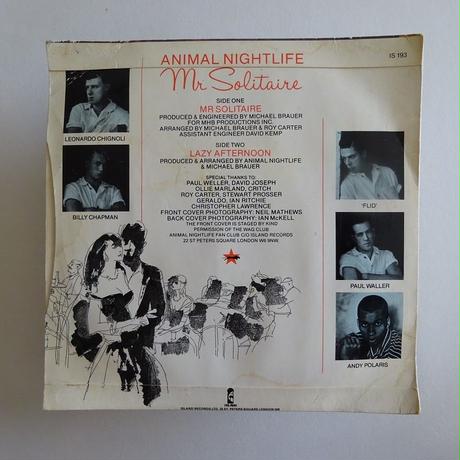 ANIMAL NIGHTLIFE
IS 193
Mr Solitaire
SIDE ONE
MR SOLITAIRE
PRODUCED & ENGINEERED BY MICHAEL BRAUER
FOR MHB PRODUCTIONS INC.
ARRANGED BY MICHAEL BRAUER & ROY CARTER
ASSISTANT ENGINEER DAVID KEMP
LEONARDO CHIGNOLI
SIDE TWO
LAZY AFTERNOON
PRODUCED & ARRANGED BY ANIMAL NIGHTLIFE
& MICHAEL BRAUER
SPECIAL THANKS TO:
PAUL WELLER, DAVID JOSEPH
OLLIE MARLAND, CRITCH
ROY CARTER, STEWART PROSSER
GERALDO, IAN RITCHIE
CHRISTOPHER LAWRENCE
FRONT COVER PHOTOGRAPHY: NEIL MATHEWS
BACK COVER PHOTOGRAPHY: IAN McKELL
THE FRONT COVER IS STAGED BY KIND
PERMISSION OF THE WAG CLUB
ANIMAL NIGHTLIFE FAN CLUB C/O ISLAND RECORDS
22 ST PETERS SQUARE LONDON W6 9NW.
BILLY CHAPMAN
'FLID'
PAUL WALLER
ANDY POLARIS